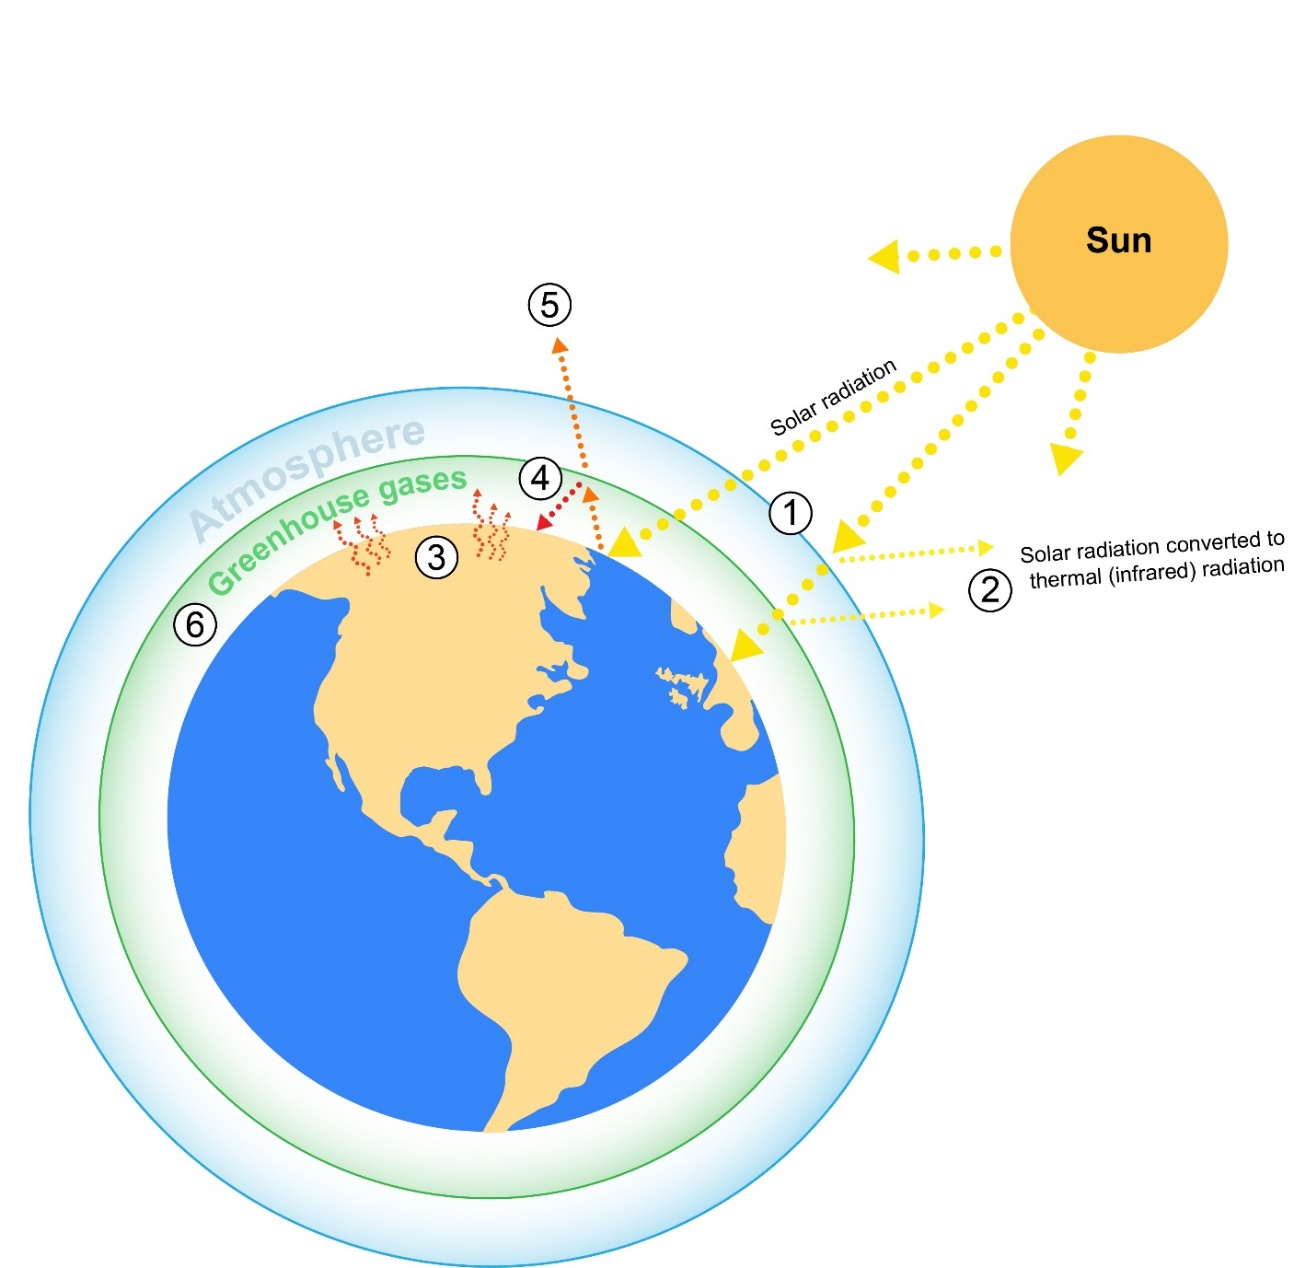 Sun
5
Solar radiation
Atmosphere
4
Greenhouse gases
1
3
Solar radiation converted to
thermal (infrared) radiation
2
6